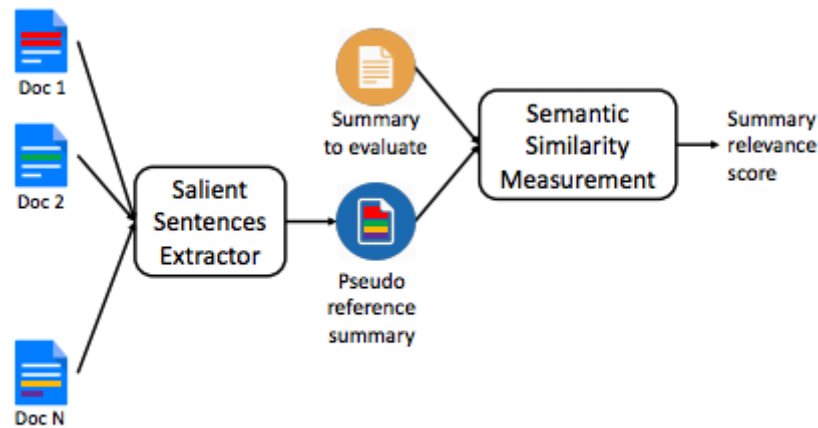 Doc 1
Doc 2
Doc N
Salient
Sentences
Extractor
Summary
to evaluate
Pseudo
reference
summary
Semantic
Similarity
Measurement
Summary
relevance
score